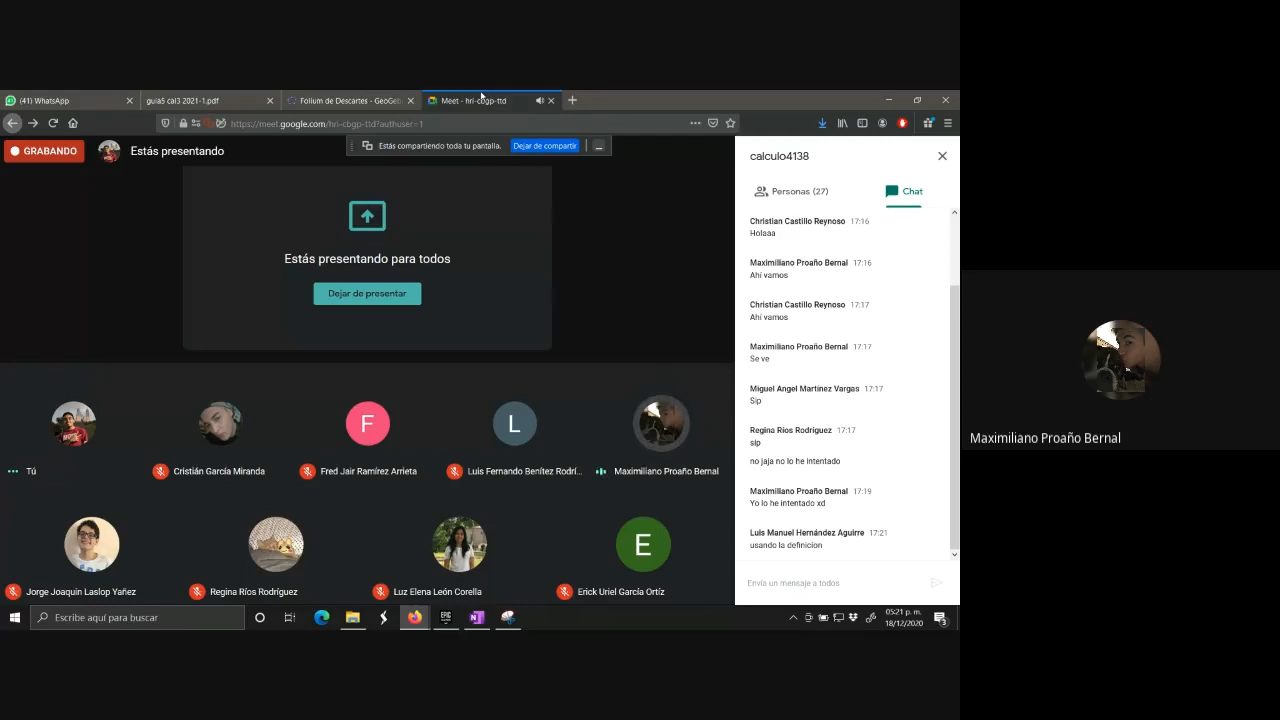 (41) WhatsApp
guia5 cal3 2021-1.pdf
Folium de Descartes - GeoGeb
Meet - hri-cbgp-ttd
https://meet.google.com/hri-cbgp-ttd?authuser=1
GRABANDO
Estás presentando
Estás compartiendo toda tu pantalla.
Dejar de compartir
calculo4138
Personas (27)
Chat
Estás presentando para todos
Dejar de presentar
Christian Castillo Reynoso 17:16
Holaaa
Maximiliano Proaño Bernal 17:16
Ahí vamos
Christian Castillo Reynoso 17:17
Ahí vamos
Maximiliano Proaño Bernal 17:17
Se ve
Miguel Angel Martínez Vargas 17:17
Sip
Regina Ríos Rodríguez 17:17
sip
no jaja no lo he intentado
Maximiliano Proaño Bernal 17:19
Yo lo he intentado xd
Luis Manuel Hernández Aguirre 17:21
usando la definicion
Envía un mensaje a todos
F
L
Tú
Cristián García Miranda
Fred Jair Ramírez Arrieta
Luis Fernando Benítez Rodrí...
Maximiliano Proaño Bernal
E
Jorge Joaquin Laslop Yañez
Regina Ríos Rodríguez
Luz Elena León Corella
Erick Uriel García Ortíz
Maximiliano Proaño Bernal
Escribe aquí para buscar
EPIC
N
05:21 p. m.
18/12/2020
3